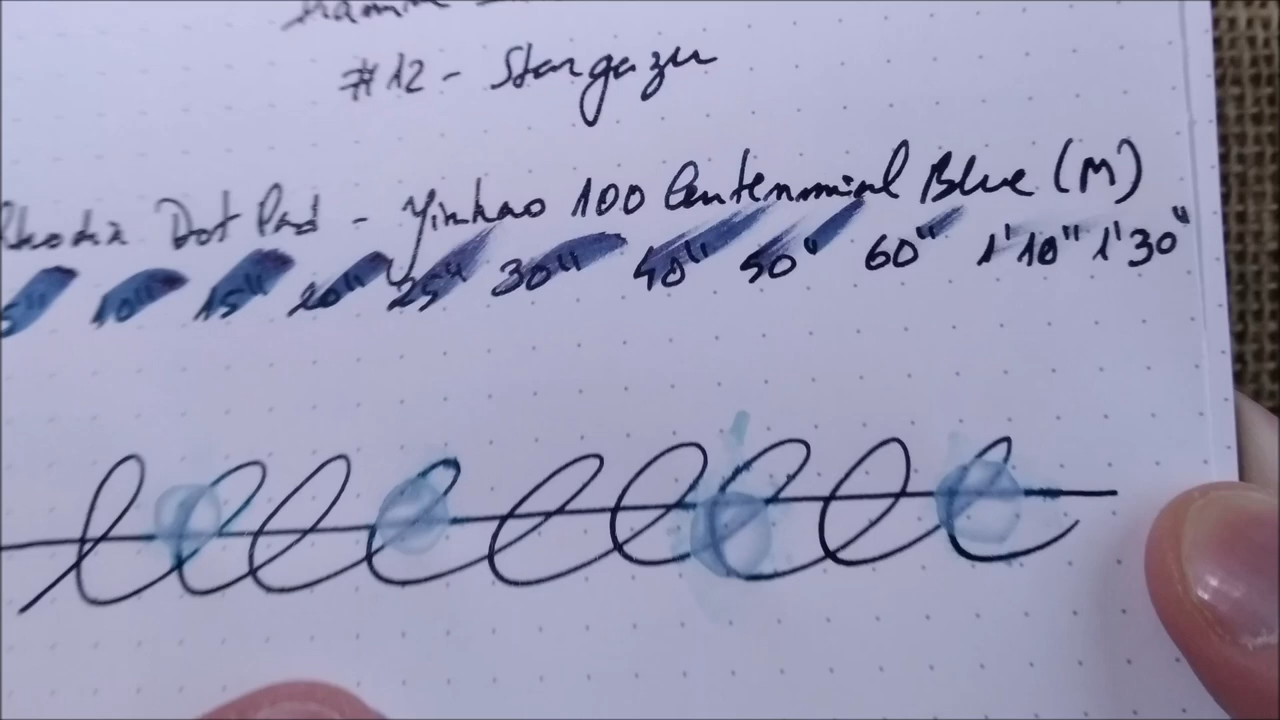 #12 - Stargazer
Rhodia Dot Pad - Jinhao 100 Centennial Blue (M)
5" 10" 15" 20" 25" 30" 40" 50" 60" 1'10" 1'30"